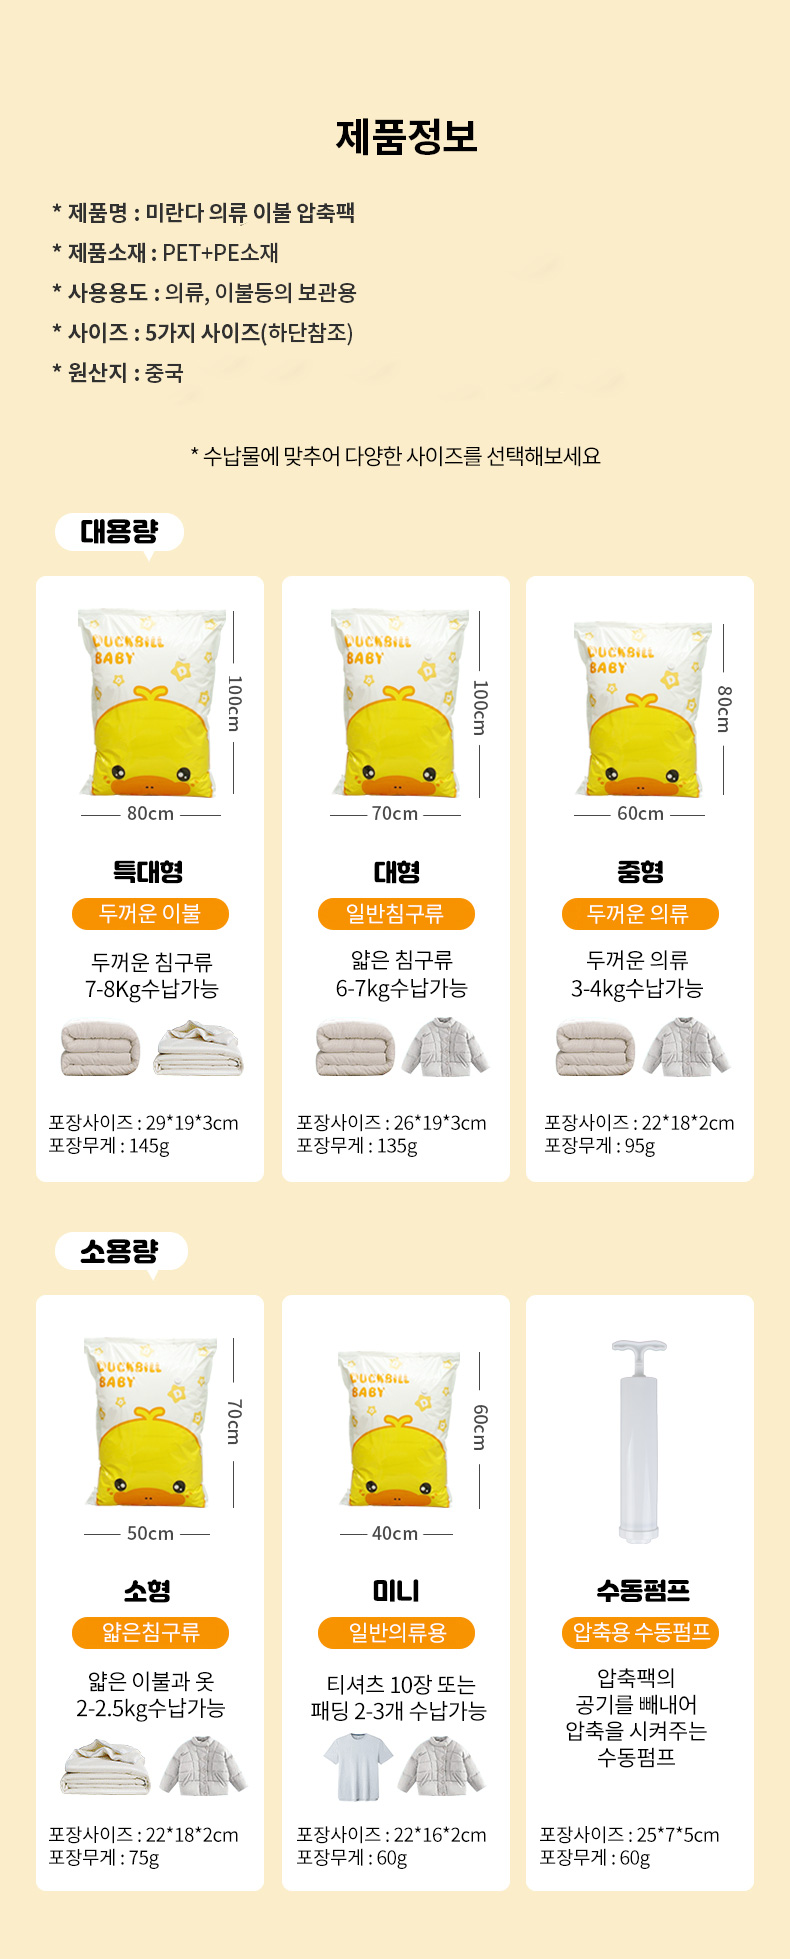 제품정보
* 제품명 : 미란다 의류 이불 압축팩
* 제품소재 : PET+PE소재
* 사용용도 : 의류, 이불등의 보관용
* 사이즈 : 5가지 사이즈(하단참조)
* 원산지 : 중국
* 수납물에 맞추어 다양한 사이즈를 선택해보세요
대용량
DUCKBILL
BABY
100cm
80cm
특대형
두꺼운 이불
두꺼운 침구류
7-8Kg수납가능
포장사이즈 : 29*19*3cm
포장무게 : 145g
DUCKBILL
BABY
100cm
70cm
대형
일반침구류
얇은 침구류
6-7kg수납가능
포장사이즈 : 26*19*3cm
포장무게 : 135g
DUCKBILL
BABY
80cm
60cm
중형
두꺼운 의류
두꺼운 의류
3-4kg수납가능
포장사이즈 : 22*18*2cm
포장무게 : 95g
소용량
DUCKBILL
BABY
70cm
50cm
소형
얇은침구류
얇은 이불과 옷
2-2.5kg수납가능
포장사이즈 : 22*18*2cm
포장무게 : 75g
DUCKBILL
BABY
60cm
40cm
미니
일반의류용
티셔츠 10장 또는
패딩 2-3개 수납가능
포장사이즈 : 22*16*2cm
포장무게 : 60g
수동펌프
압축용 수동펌프
압축팩의
공기를 빼내어
압축을 시켜주는
수동펌프
포장사이즈 : 25*7*5cm
포장무게 : 60g